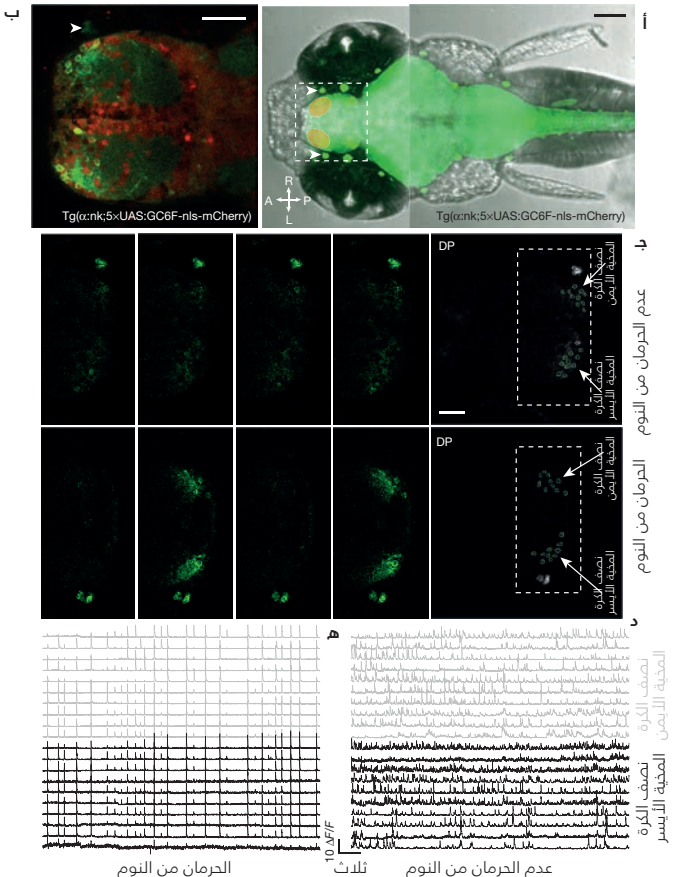 أ
R
A P
L
Tg(α:nk;5×UAS:GC6F-nls-mCherry)
ب
Tg(α:nk;5×UAS:GC6F-nls-mCherry)
جـ
عدم الحرمان من النوم
DP
نصف الكرة
المخية الأيمن
نصف الكرة
المخية الأيسر
الحرمان من النوم
DP
نصف الكرة
المخية الأيمن
نصف الكرة
المخية الأيسر
د
نصف الكرة
المخية الأيمن
نصف الكرة
المخية الأيسر
عدم الحرمان من النوم
هـ
10 ΔF/F
ثلاث
الحرمان من النوم